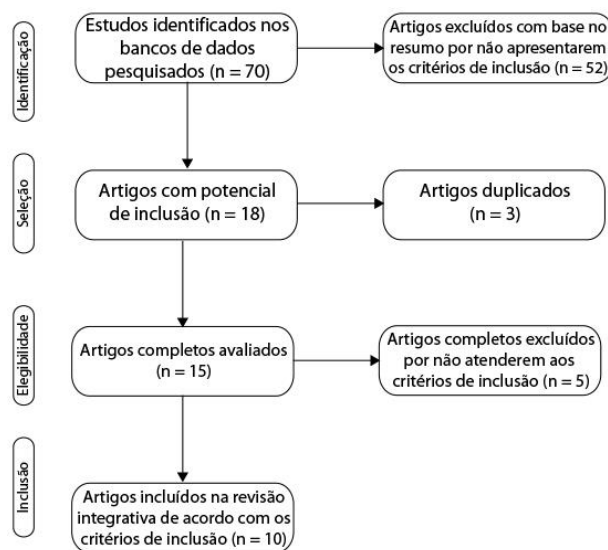 Identificação
Estudos identificados nos
bancos de dados
pesquisados (n = 70)
Artigos excluídos com base no
resumo por não apresentarem
os critérios de inclusão (n = 52)
Seleção
Artigos com potencial
de inclusão (n = 18)
Artigos duplicados
(n = 3)
Elegibilidade
Artigos completos avaliados
(n = 15)
Artigos completos excluídos
por não atenderem aos
critérios de inclusão (n = 5)
Inclusão
Artigos incluídos na revisão
integrativa de acordo com os
critérios de inclusão (n = 10)